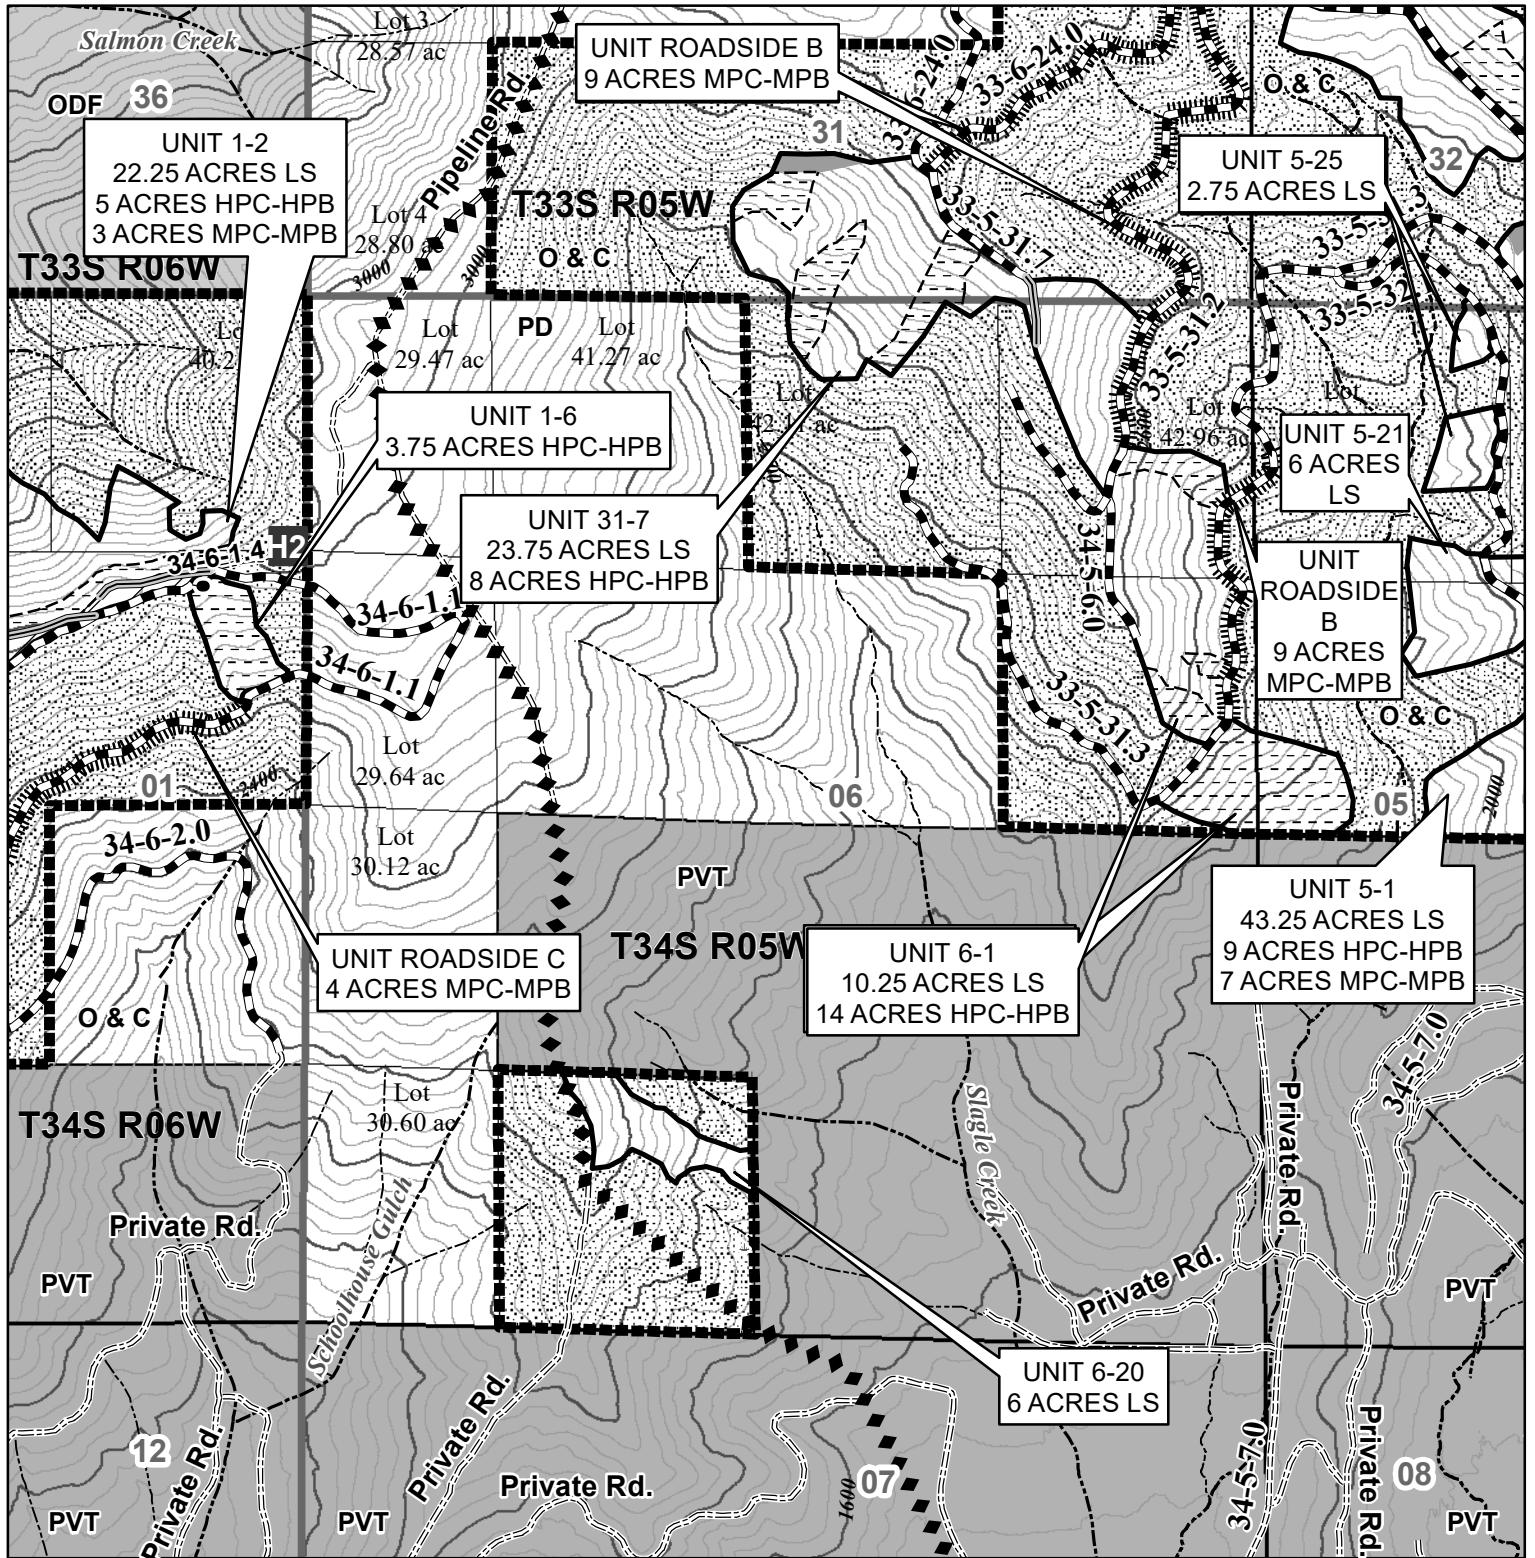 Salmon Creek
Lot 3
28.57 ac
ODF
36
UNIT ROADSIDE B
9 ACRES MPC-MPB
33-6-24.0
O & C
31
32
UNIT 1-2
22.25 ACRES LS
5 ACRES HPC-HPB
3 ACRES MPC-MPB
Pipeline Rd.
UNIT 5-25
2.75 ACRES LS
Lot 4
28.80 ac
T33S R05W
O & C
33-5-31.7
T33S R06W
3000
3000
33-5-32
33-5-31.2
Lot
29.47 ac
PD
Lot
41.27 ac
Lot
Lot
42.96 ac
UNIT 1-6
3.75 ACRES HPC-HPB
UNIT 5-21
6 ACRES
LS
UNIT 31-7
23.75 ACRES LS
8 ACRES HPC-HPB
H2
34-6-1.4
34-6-1.1
34-6-1.1
34-5-6.0
UNIT
ROADSIDE
B
9 ACRES
MPC-MPB
33-5-31.3
O & C
Lot
29.64 ac
2400
01
06
05
2000
34-6-2.0
Lot
30.12 ac
PVT
UNIT ROADSIDE C
4 ACRES MPC-MPB
T34S R05W
UNIT 6-1
10.25 ACRES LS
14 ACRES HPC-HPB
UNIT 5-1
43.25 ACRES LS
9 ACRES HPC-HPB
7 ACRES MPC-MPB
O & C
34-5-7.0
T34S R06W
Lot
30.60 ac
Slagle Creek
Private Rd.
Private Rd.
Schoolhouse Gulch
PVT
Private Rd.
PVT
UNIT 6-20
6 ACRES LS
12
Private Rd.
Private Rd.
Private Rd.
07
1600
34-5-7.0
Private Rd.
08
PVT
PVT
PVT